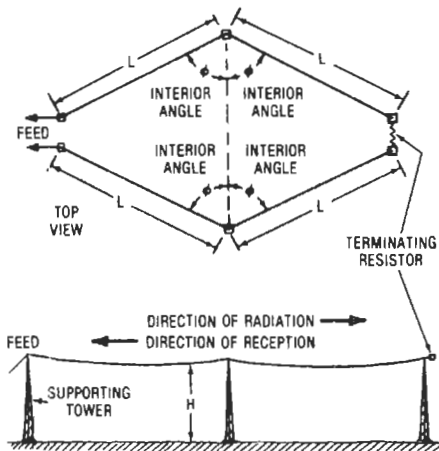 L
L
ϕ
ϕ
INTERIOR
ANGLE
INTERIOR
ANGLE
FEED
INTERIOR
ANGLE
INTERIOR
ANGLE
ϕ
ϕ
L
L
TOP
VIEW
TERMINATING
RESISTOR
DIRECTION OF RADIATION
DIRECTION OF RECEPTION
FEED
SUPPORTING
TOWER
H